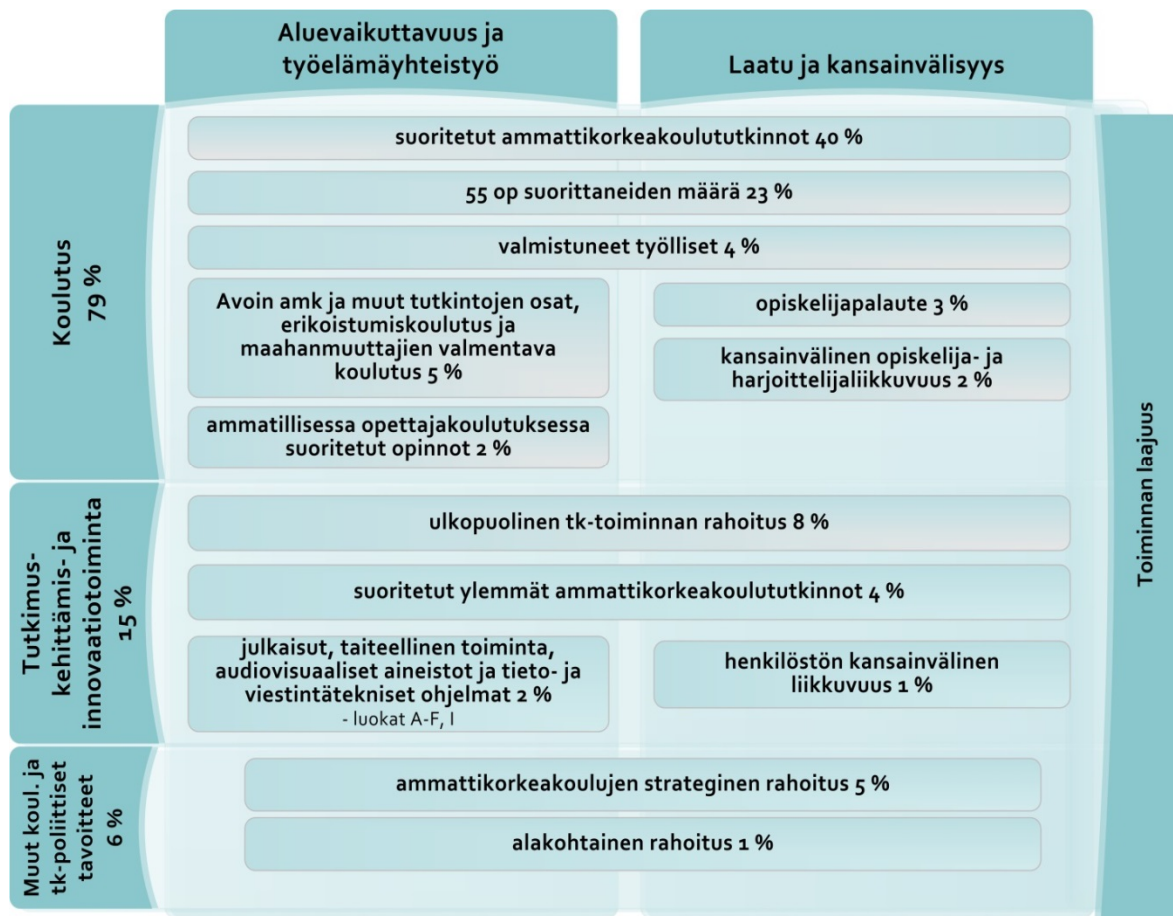 Aluevaikuttavuus ja
työelämäyhteistyö
Laatu ja kansainvälisyys
Koulutus
79 %
suoritetut ammattikorkeakoulututkinnot 40 %
55 op suorittaneiden määrä 23 %
valmistuneet työlliset 4 %
Avoin amk ja muut tutkintojen osat,
erikoistumiskoulutus ja
maahanmuuttajien valmentava
koulutus 5 %
opiskelijapalaute 3 %
kansainvälinen opiskelija- ja
harjoittelijaliikkuvuus 2 %
ammatillisessa opettajakoulutuksessa
suoritetut opinnot 2 %
Tutkimus-
kehittämis- ja
innovaatiotoiminta
15 %
ulkopuolinen tk-toiminnan rahoitus 8 %
suoritetut ylemmät ammattikorkeakoulututkinnot 4 %
julkaisut, taiteellinen toiminta,
audiovisuaaliset aineistot ja tieto- ja
viestintätekniset ohjelmat 2 %
- luokat A-F, I
henkilöstön kansainvälinen
liikkuvuus 1 %
Muut koul. ja
tk-poliittiset
tavoitteet
6 %
ammattikorkeakoulujen strateginen rahoitus 5 %
alakohtainen rahoitus 1 %
Toiminnan laajuus